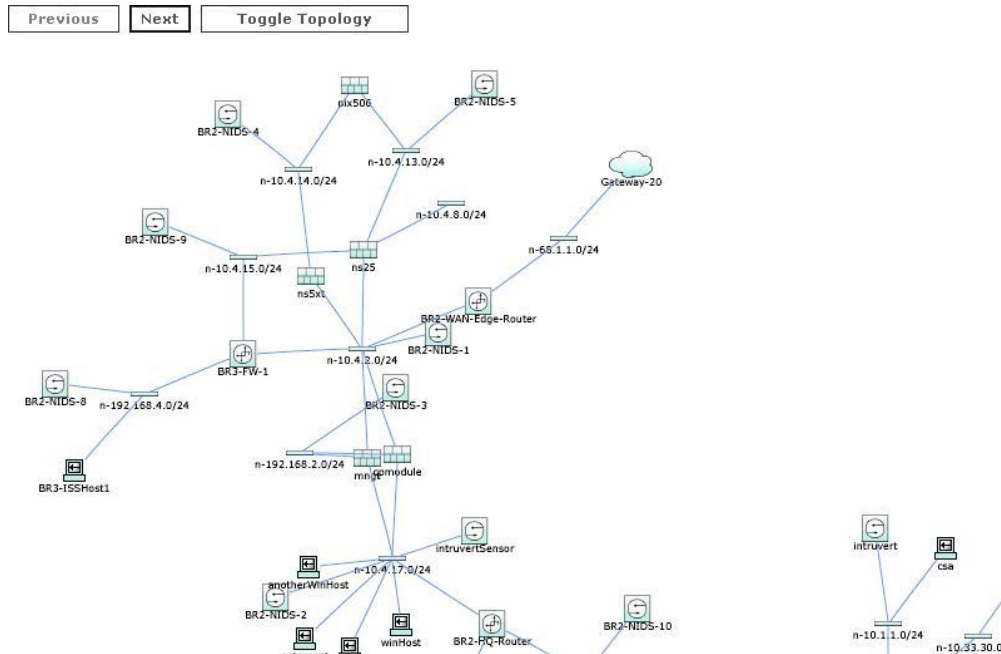 Previous Next Toggle Topology
pix506
BR2-NIDS-5
BR2-NIDS-4
n-10.4.13.0/24
n-10.4.14.0/24
Gateway-20
n-10.4.8.0/24
BR2-NIDS-9
n-68.1.1.0/24
n-10.4.15.0/24
ns25
ns5xt
BR2-WAN-Edge-Router
BR2-NIDS-1
n-10.4.2.0/24
BR3-FW-1
BR2-NIDS-8
n-192.168.4.0/24
BR2-NIDS-3
n-192.168.2.0/24
mngt
cpmodule
BR3-ISSHost1
intruvertSensor
intruvert
csa
n-10.4.17.0/24
anotherWinHost
BR2-NIDS-2
winHost
BR2-HQ-Router
BR2-NIDS-10
n-10.1.1.0/24
n-10.33.30.0